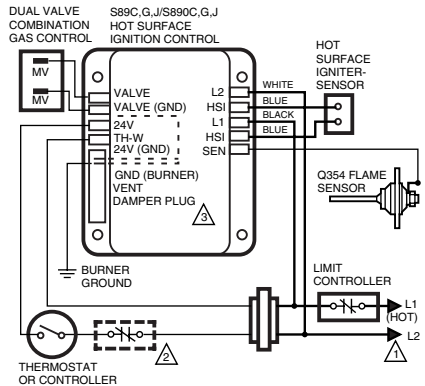 DUAL VALVE
COMBINATION
GAS CONTROL
S89C,G,J/S890C,G,J
HOT SURFACE
IGNITION CONTROL
HOT
SURFACE
IGNITER-
SENSOR
MV
MV
VALVE
VALVE (GND)
24V
TH-W
24V (GND)
GND (BURNER)
VENT
DAMPER PLUG
3
L2
HSI
L1
HSI
SEN
WHITE
BLUE
BLACK
BLUE
Q354 FLAME
SENSOR
BURNER
GROUND
LIMIT
CONTROLLER
L1
(HOT)
L2
1
2
THERMOSTAT
OR CONTROLLER